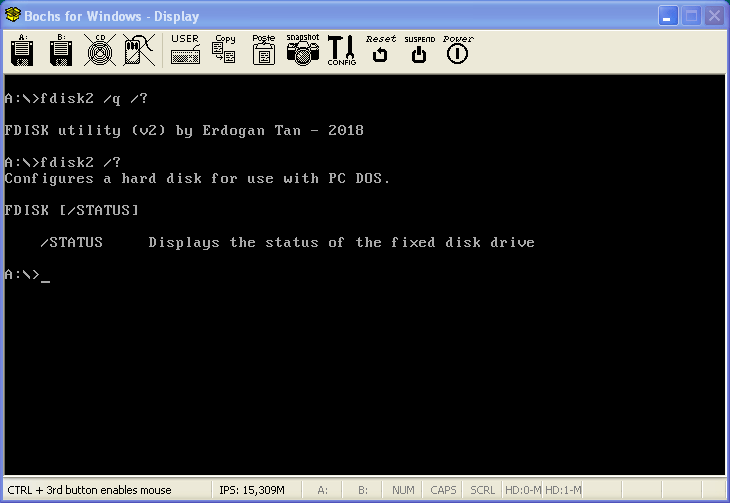 Bochs for Windows - Display
A: B: CD USER Copy Paste snapshot CONFIG Reset SUSPEND Power
A:\>fdisk2 /q /?
FDISK utility (v2) by Erdogan Tan - 2018
A:\>fdisk2 /?
Configures a hard disk for use with PC DOS.
FDISK [/STATUS]
/STATUS Displays the status of the fixed disk drive
A:\>_
CTRL + 3rd button enables mouse IPS: 15,309M A: B: NUM CAPS SCRL HD:0-M HD:1-M